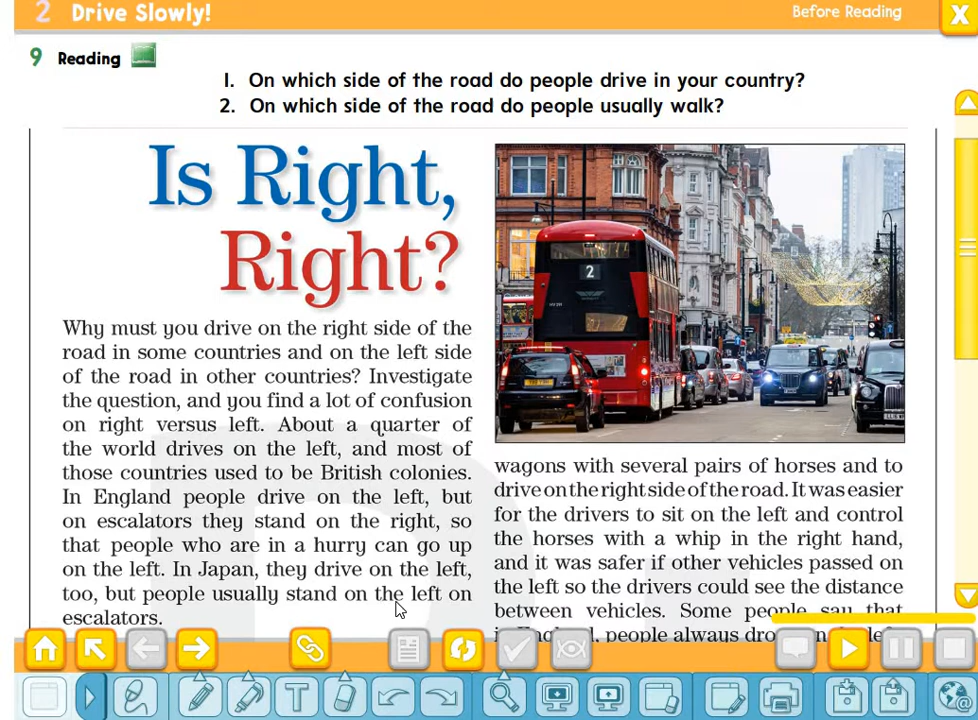 2 Drive Slowly!
Before Reading
X
9 Reading
1. On which side of the road do people drive in your country?
2. On which side of the road do people usually walk?
Is Right,
Right?
2
Why must you drive on the right side of the
road in some countries and on the left side
of the road in other countries? Investigate
the question, and you find a lot of confusion
on right versus left. About a quarter of
the world drives on the left, and most of
those countries used to be British colonies.
In England people drive on the left, but
on escalators they stand on the right, so
that people who are in a hurry can go up
on the left. In Japan, they drive on the left,
too, but people usually stand on the left on
escalators.
wagons with several pairs of horses and to
drive on the right side of the road. It was easier
for the drivers to sit on the left and control
the horses with a whip in the right hand,
and it was safer if other vehicles passed on
the left so the drivers could see the distance
between vehicles. Some people say that
people always
T